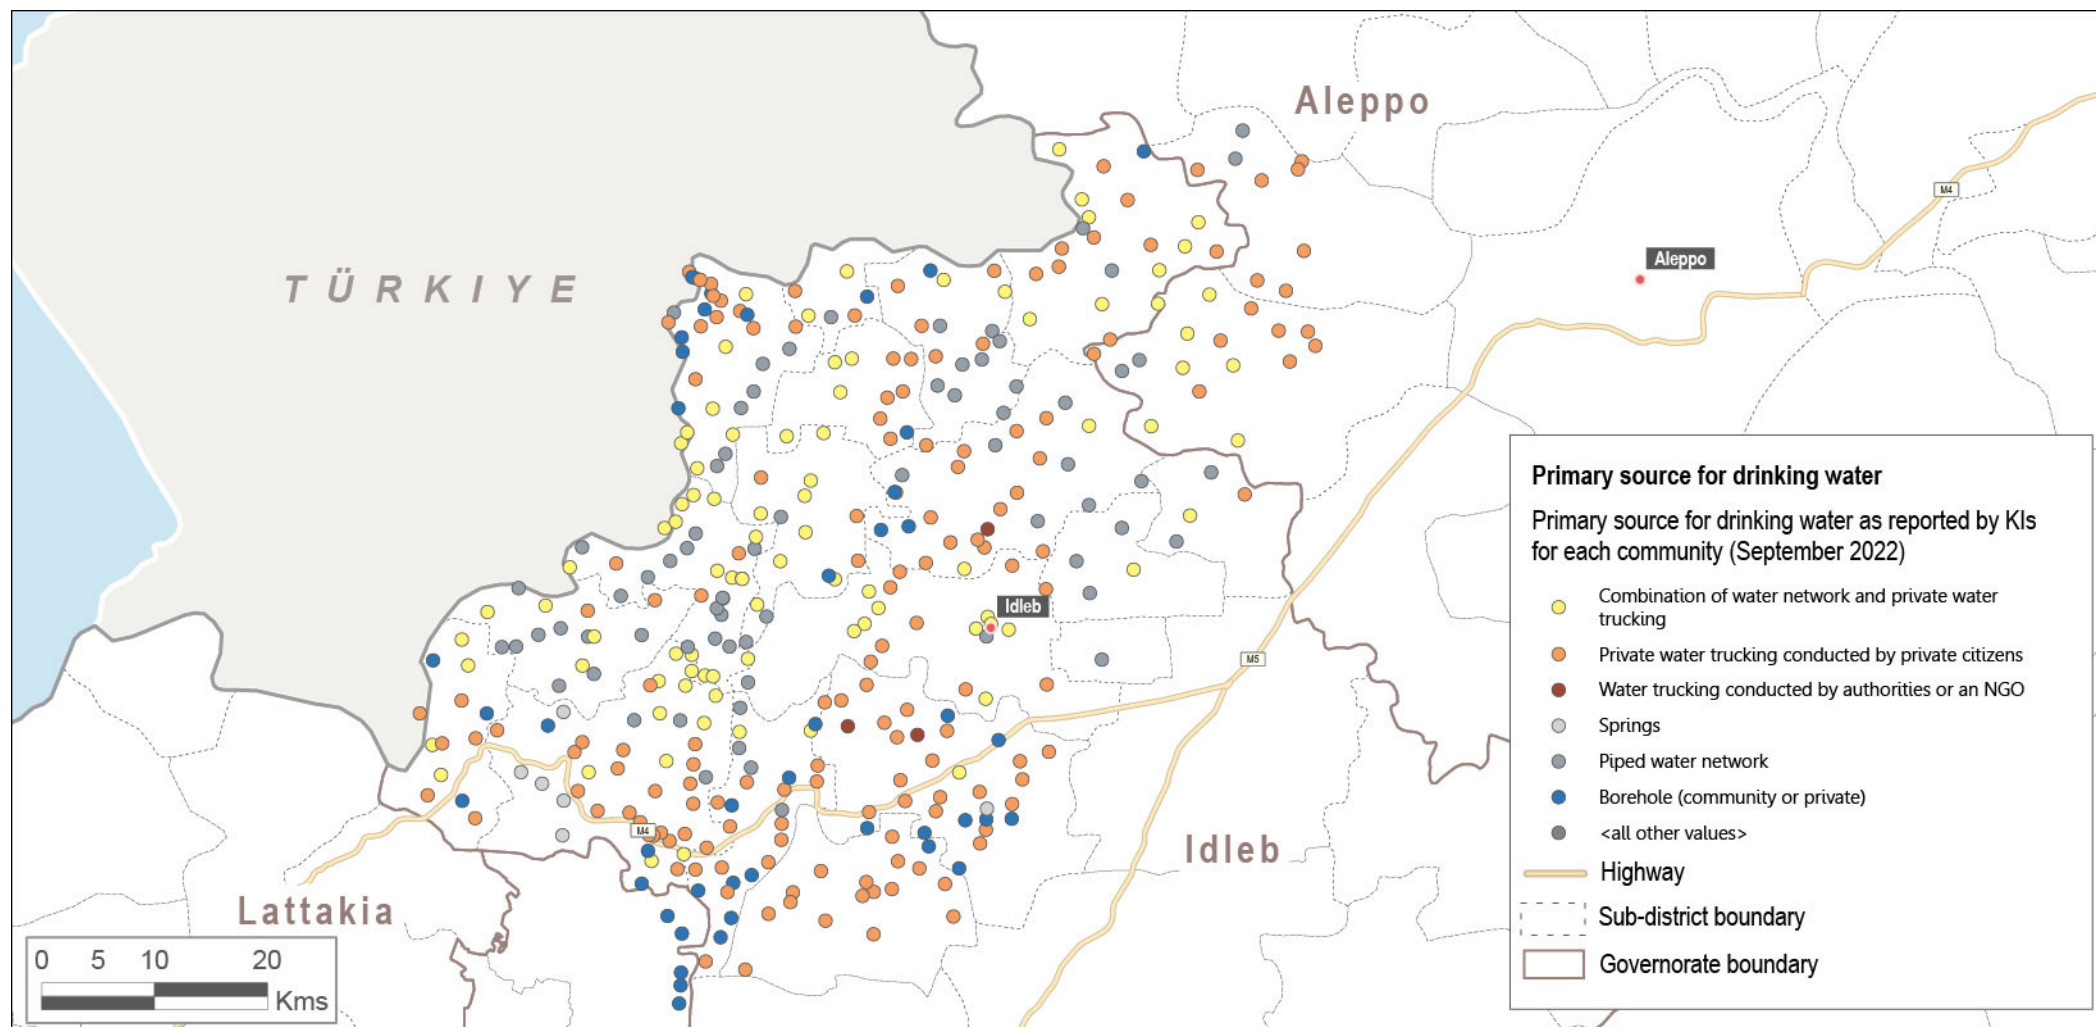 Aleppo
M4
TÜRKIYE
Aleppo
Idleb
M5
M4
Idleb
Lattakia
0 5 10 20
Kms
Primary source for drinking water
Primary source for drinking water as reported by KIs
for each community (September 2022)
Combination of water network and private water
trucking
Private water trucking conducted by private citizens
Water trucking conducted by authorities or an NGO
Springs
Piped water network
Borehole (community or private)
<all other values>
Highway
Sub-district boundary
Governorate boundary